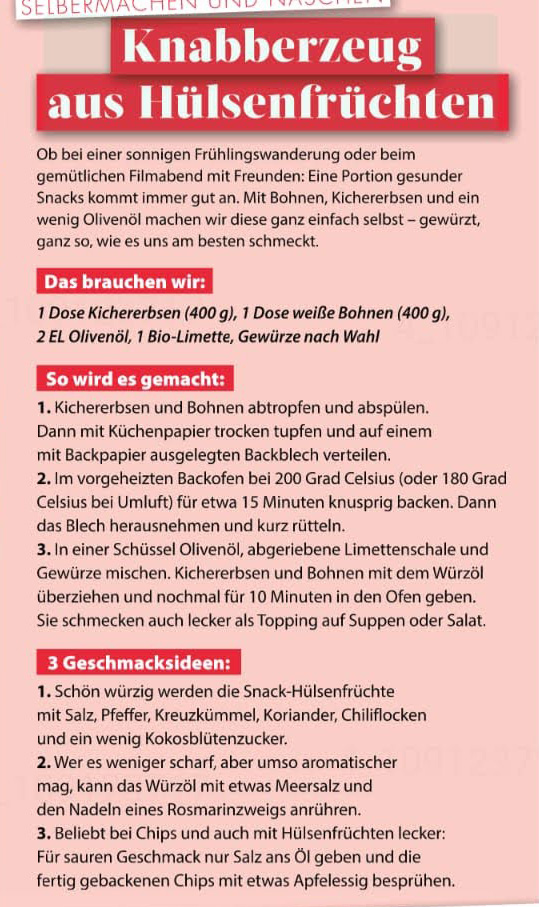 SELBERMACHEN UND NASCHEN
Knabberzeug
aus Hülsenfrüchten
Ob bei einer sonnigen Frühlingswanderung oder beim
gemütlichen Filmabend mit Freunden: Eine Portion gesunder
Snacks kommt immer gut an. Mit Bohnen, Kichererbsen und ein
wenig Olivenöl machen wir diese ganz einfach selbst – gewürzt,
ganz so, wie es uns am besten schmeckt.
Das brauchen wir:
1 Dose Kichererbsen (400 g), 1 Dose weiße Bohnen (400 g),
2 EL Olivenöl, 1 Bio-Limette, Gewürze nach Wahl
So wird es gemacht:
1. Kichererbsen und Bohnen abtropfen und abspülen.
Dann mit Küchenpapier trocken tupfen und auf einem
mit Backpapier ausgelegten Backblech verteilen.
2. Im vorgeheizten Backofen bei 200 Grad Celsius (oder 180 Grad
Celsius bei Umluft) für etwa 15 Minuten knusprig backen. Dann
das Blech herausnehmen und kurz rütteln.
3. In einer Schüssel Olivenöl, abgeriebene Limettenschale und
Gewürze mischen. Kichererbsen und Bohnen mit dem Würzöl
überziehen und nochmal für 10 Minuten in den Ofen geben.
Sie schmecken auch lecker als Topping auf Suppen oder Salat.
3 Geschmacksideen:
1. Schön würzig werden die Snack-Hülsenfrüchte
mit Salz, Pfeffer, Kreuzkümmel, Koriander, Chiliflocken
und ein wenig Kokosblütenzucker.
2. Wer es weniger scharf, aber umso aromatischer
mag, kann das Würzöl mit etwas Meersalz und
den Nadeln eines Rosmarinzweigs anrühren.
3. Beliebt bei Chips und auch mit Hülsenfrüchten lecker:
Für sauren Geschmack nur Salz ans Öl geben und die
fertig gebackenen Chips mit etwas Apfelessig besprühen.